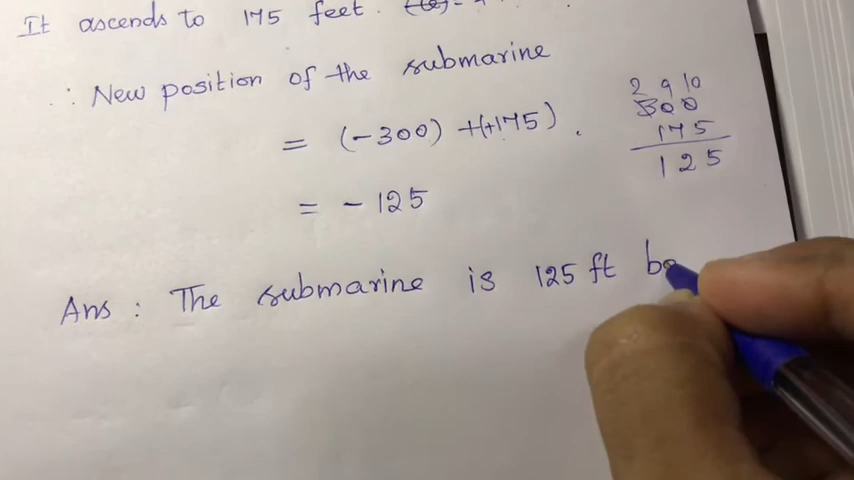 It ascends to 175 feet.
∴ New position of the submarine
= (-300) + (+175).
= - 125
2 9 10
300
175
125
Ans : The submarine is 125 ft be